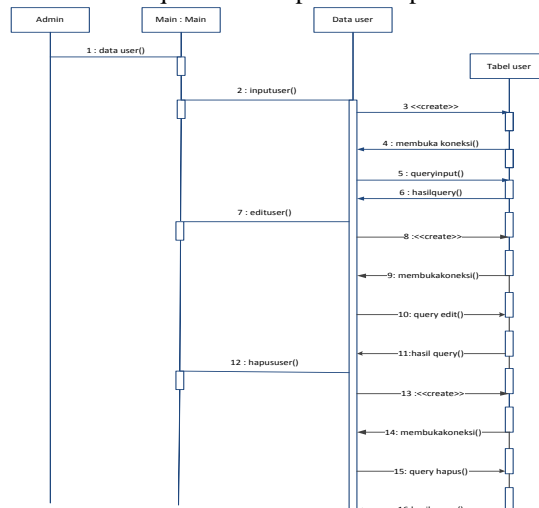 Admin
Main : Main
Data user
Tabel user
1 : data user()
2 : inputuser()
3 <<create>>
4 : membuka koneksi()
5 : queryinput()
6 : hasilquery()
7 : edituser()
8 :<<create>>
9: membukakoneksi()
10: query edit()
11:hasil query()
12 : hapususer()
13 :<<create>>
14: membukakoneksi()
15: query hapus()